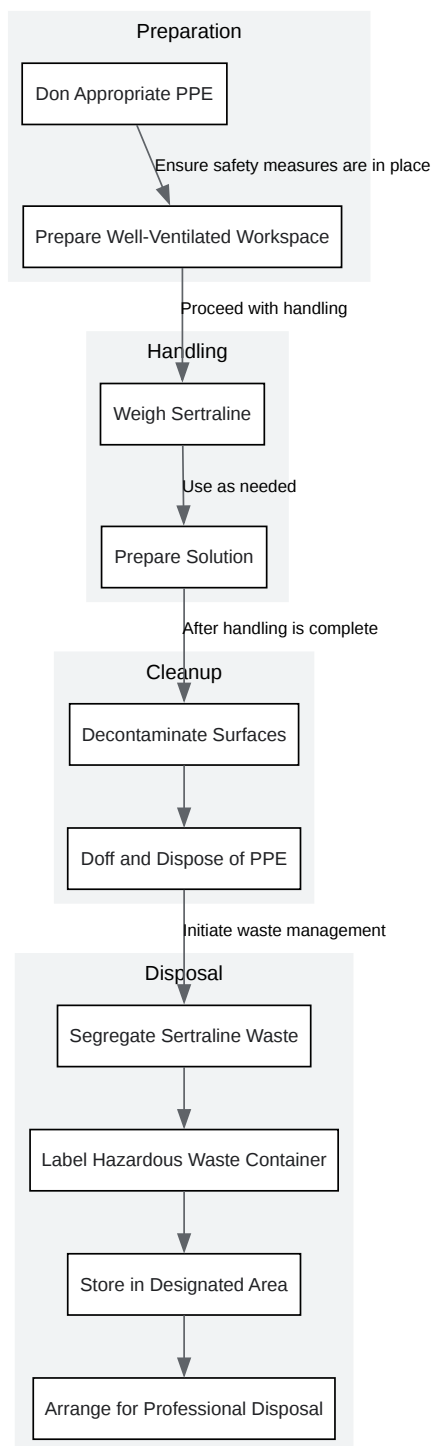 Preparation
Don Appropriate PPE
Ensure safety measures are in place
Prepare Well-Ventilated Workspace
Proceed with handling
Handling
Weigh Sertraline
Use as needed
Prepare Solution
After handling is complete
Cleanup
Decontaminate Surfaces
Doff and Dispose of PPE
Initiate waste management
Disposal
Segregate Sertraline Waste
Label Hazardous Waste Container
Store in Designated Area
Arrange for Professional Disposal